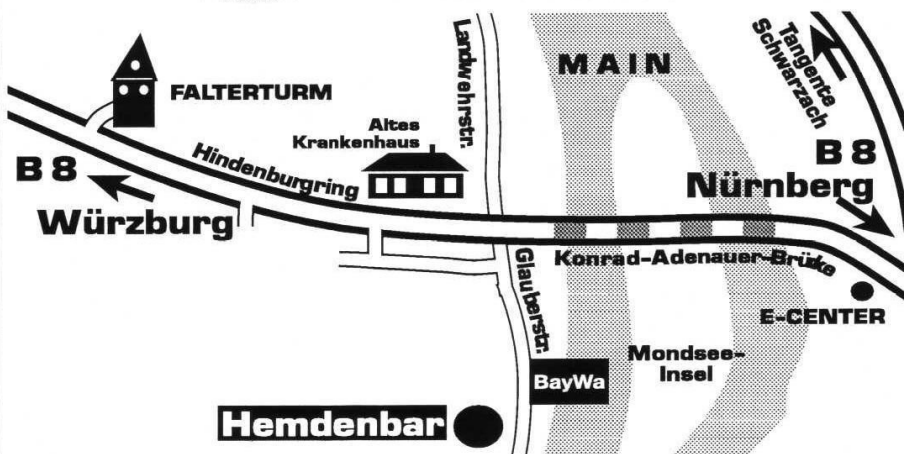 Landwehrstr.
MAIN
Tangente
Schwarzach
FALTERTURM
Altes
Krankenhaus
Hindenburgring
B 8
Würzburg
B 8
Nürnberg
Konrad-Adenauer-Brücke
Glauberstr.
E-CENTER
Mondsee-
Insel
BayWa
Hemdenbar